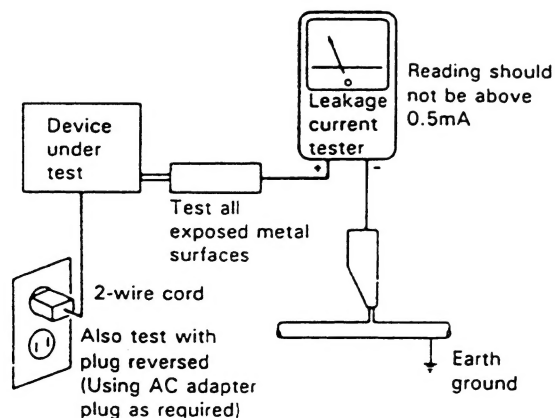 Reading should
not be above
0.5mA
Leakage
current
tester
+ -
Device
under
test
Test all
exposed metal
surfaces
2-wire cord
Also test with
plug reversed
(Using AC adapter
plug as required)
Earth
ground